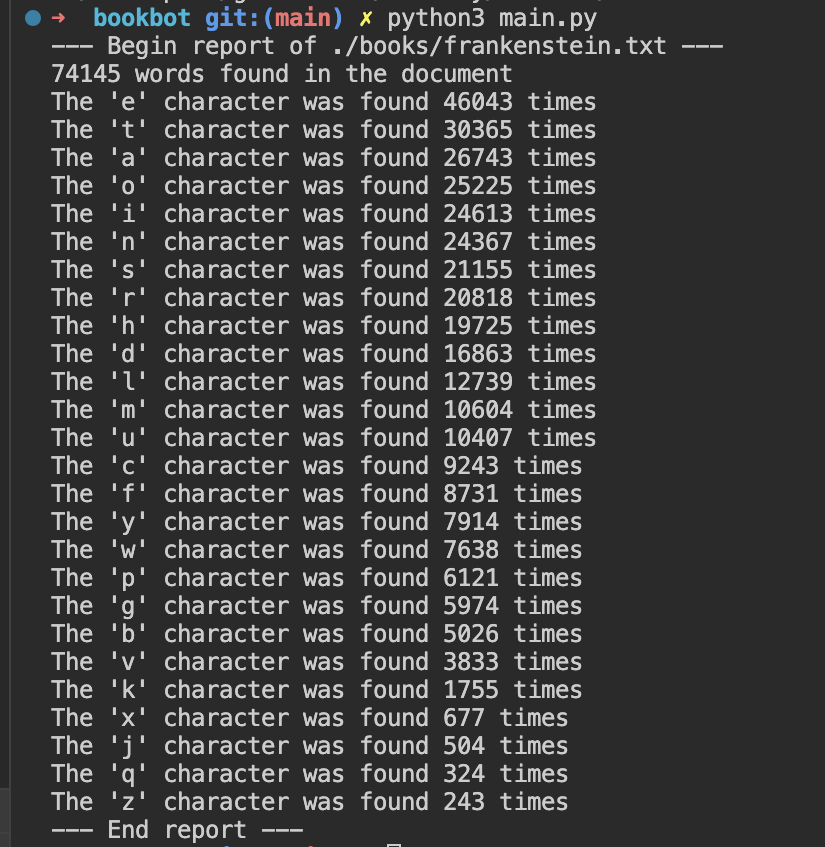 ➜ bookbot git:(main) ✗ python3 main.py
--- Begin report of ./books/frankenstein.txt ---
74145 words found in the document
The 'e' character was found 46043 times
The 't' character was found 30365 times
The 'a' character was found 26743 times
The 'o' character was found 25225 times
The 'i' character was found 24613 times
The 'n' character was found 24367 times
The 's' character was found 21155 times
The 'r' character was found 20818 times
The 'h' character was found 19725 times
The 'd' character was found 16863 times
The 'l' character was found 12739 times
The 'm' character was found 10604 times
The 'u' character was found 10407 times
The 'c' character was found 9243 times
The 'f' character was found 8731 times
The 'y' character was found 7914 times
The 'w' character was found 7638 times
The 'p' character was found 6121 times
The 'g' character was found 5974 times
The 'b' character was found 5026 times
The 'v' character was found 3833 times
The 'k' character was found 1755 times
The 'x' character was found 677 times
The 'j' character was found 504 times
The 'q' character was found 324 times
The 'z' character was found 243 times
--- End report ---